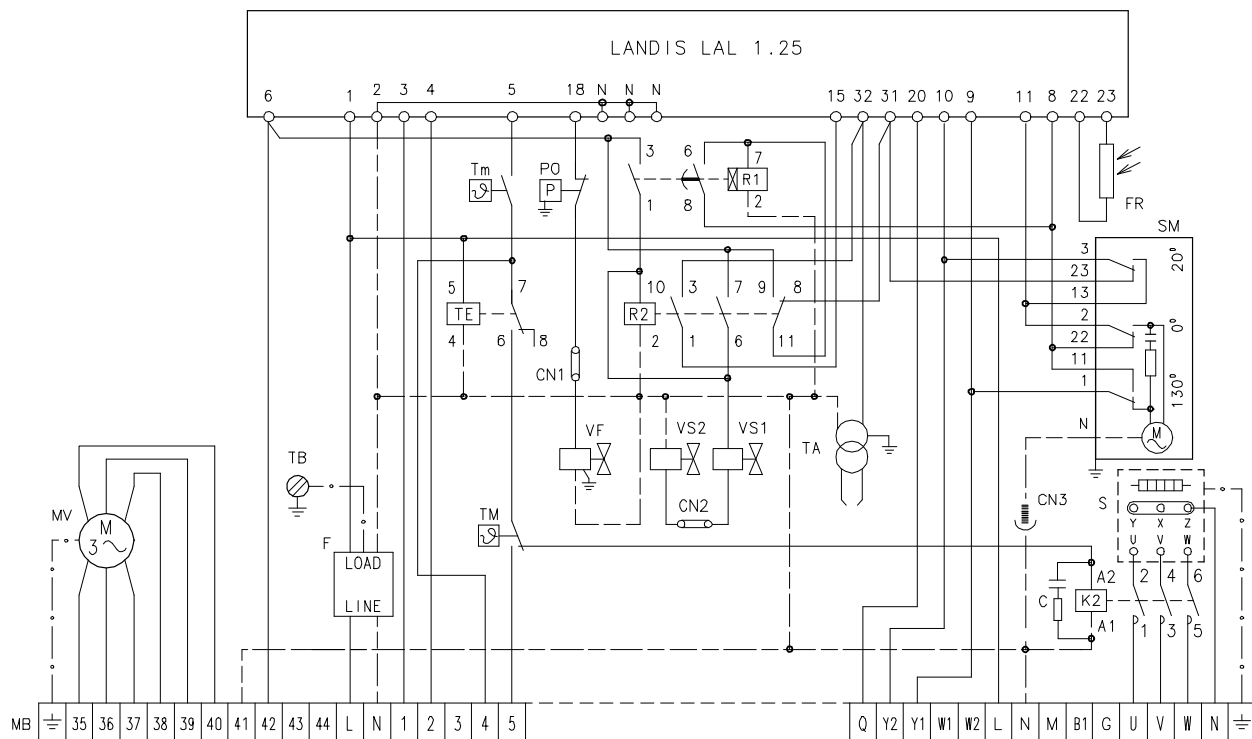 LANDIS LAL 1.25
6 1 2 3 4 5 18 N N N 15 32 31 20 10 9 11 8 22 23
3 6 7
Tm PO P R1
1 8 2
FR
SM
3 20°
23
13
5 7 10 3 7 9 8
2 0°
TE R2
22
4 6 8 2 1 6 11
11
CN1
1 130°
N M
VF VS2 VS1 TA
TB
CN3
MV M 3
TM CN2
S
Y X Z
U V W
F LOAD
LINE
2 4 6
A2
C K2
A1 1 3 5
MB 35 36 37 38 39 40 41 42 43 44 L N 1 2 3 4 5 Q Y2 Y1 W1 W2 L N M B1 G U V W N